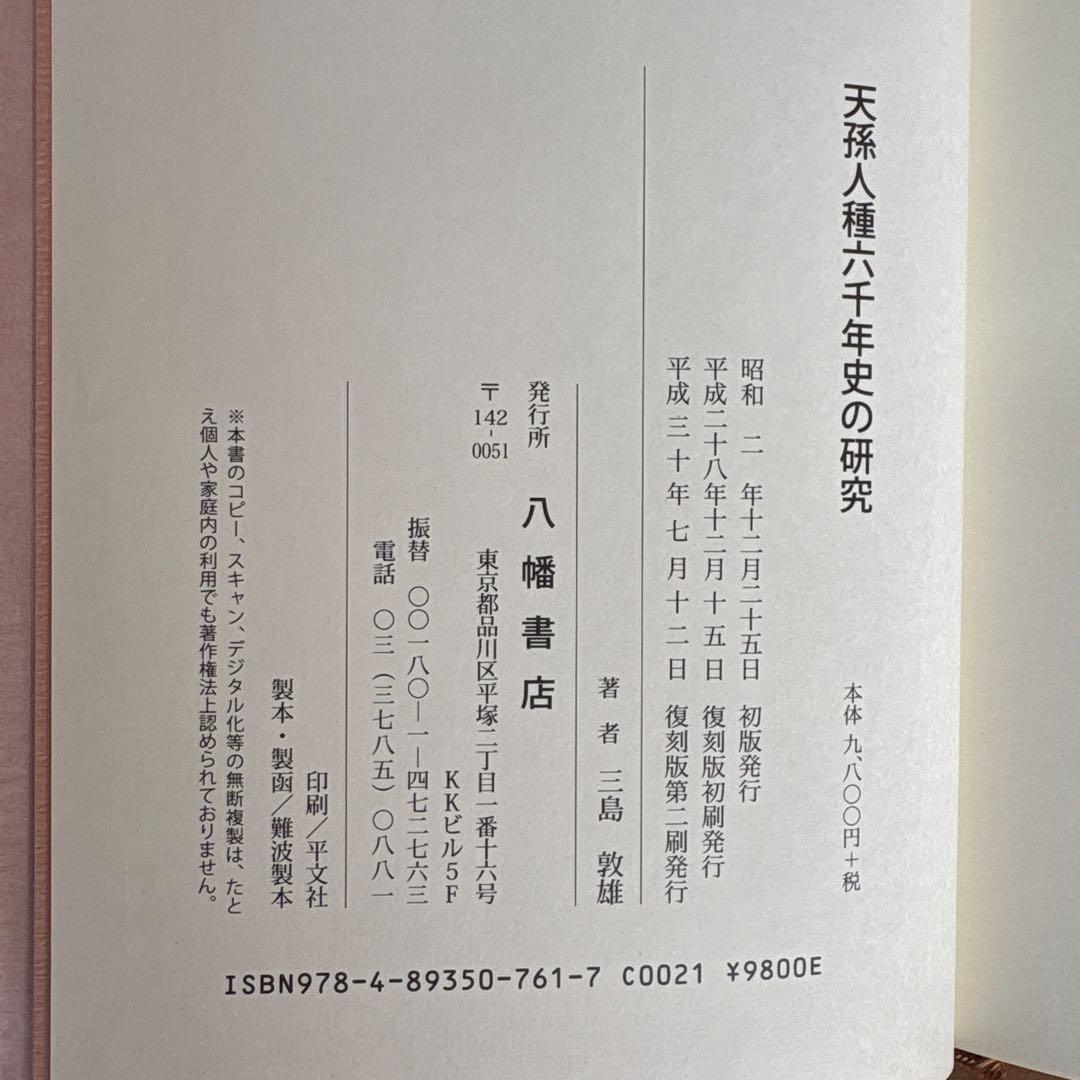 天孫人種六千年史の研究
本体 九、八〇〇円+税
昭和 二 年十二月二十五日 初版発行
平成二十八年十二月十五日 復刻版初刷発行
平成 三十 年 七 月 十 二 日 復刻版第二刷発行
著 者 三島 敦雄
発行所 八幡書店
〒142-0051
東京都品川区平塚二丁目一番十六号
KKビル5F
振替 〇〇一八〇―一―四七二七六三
電話 〇三(三七八五)〇八八一
印刷/平文社
製本・製函/難波製本
※本書のコピー、スキャン、デジタル化等の無断複製は、たと
え個人や家庭内の利用でも著作権法上認められておりません。
ISBN978-4-89350-761-7 C0021 ¥9800E